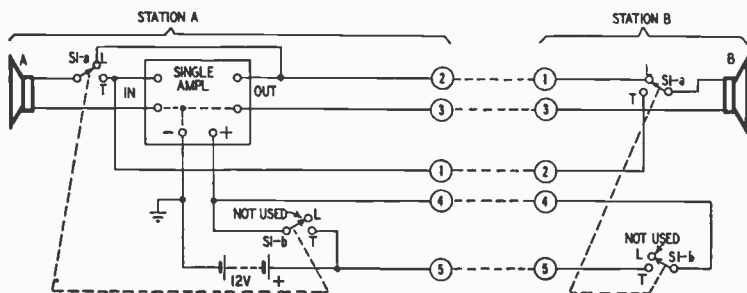 STATION A
STATION B
A
S1-a
L
T
IN
SINGLE
AMPL
OUT
-
+
2
1
3
3
1
2
4
4
5
5
S1-a
T
B
NOT USED
L
S1-b
T
12V
+
NOT USED
L
S1-b
T